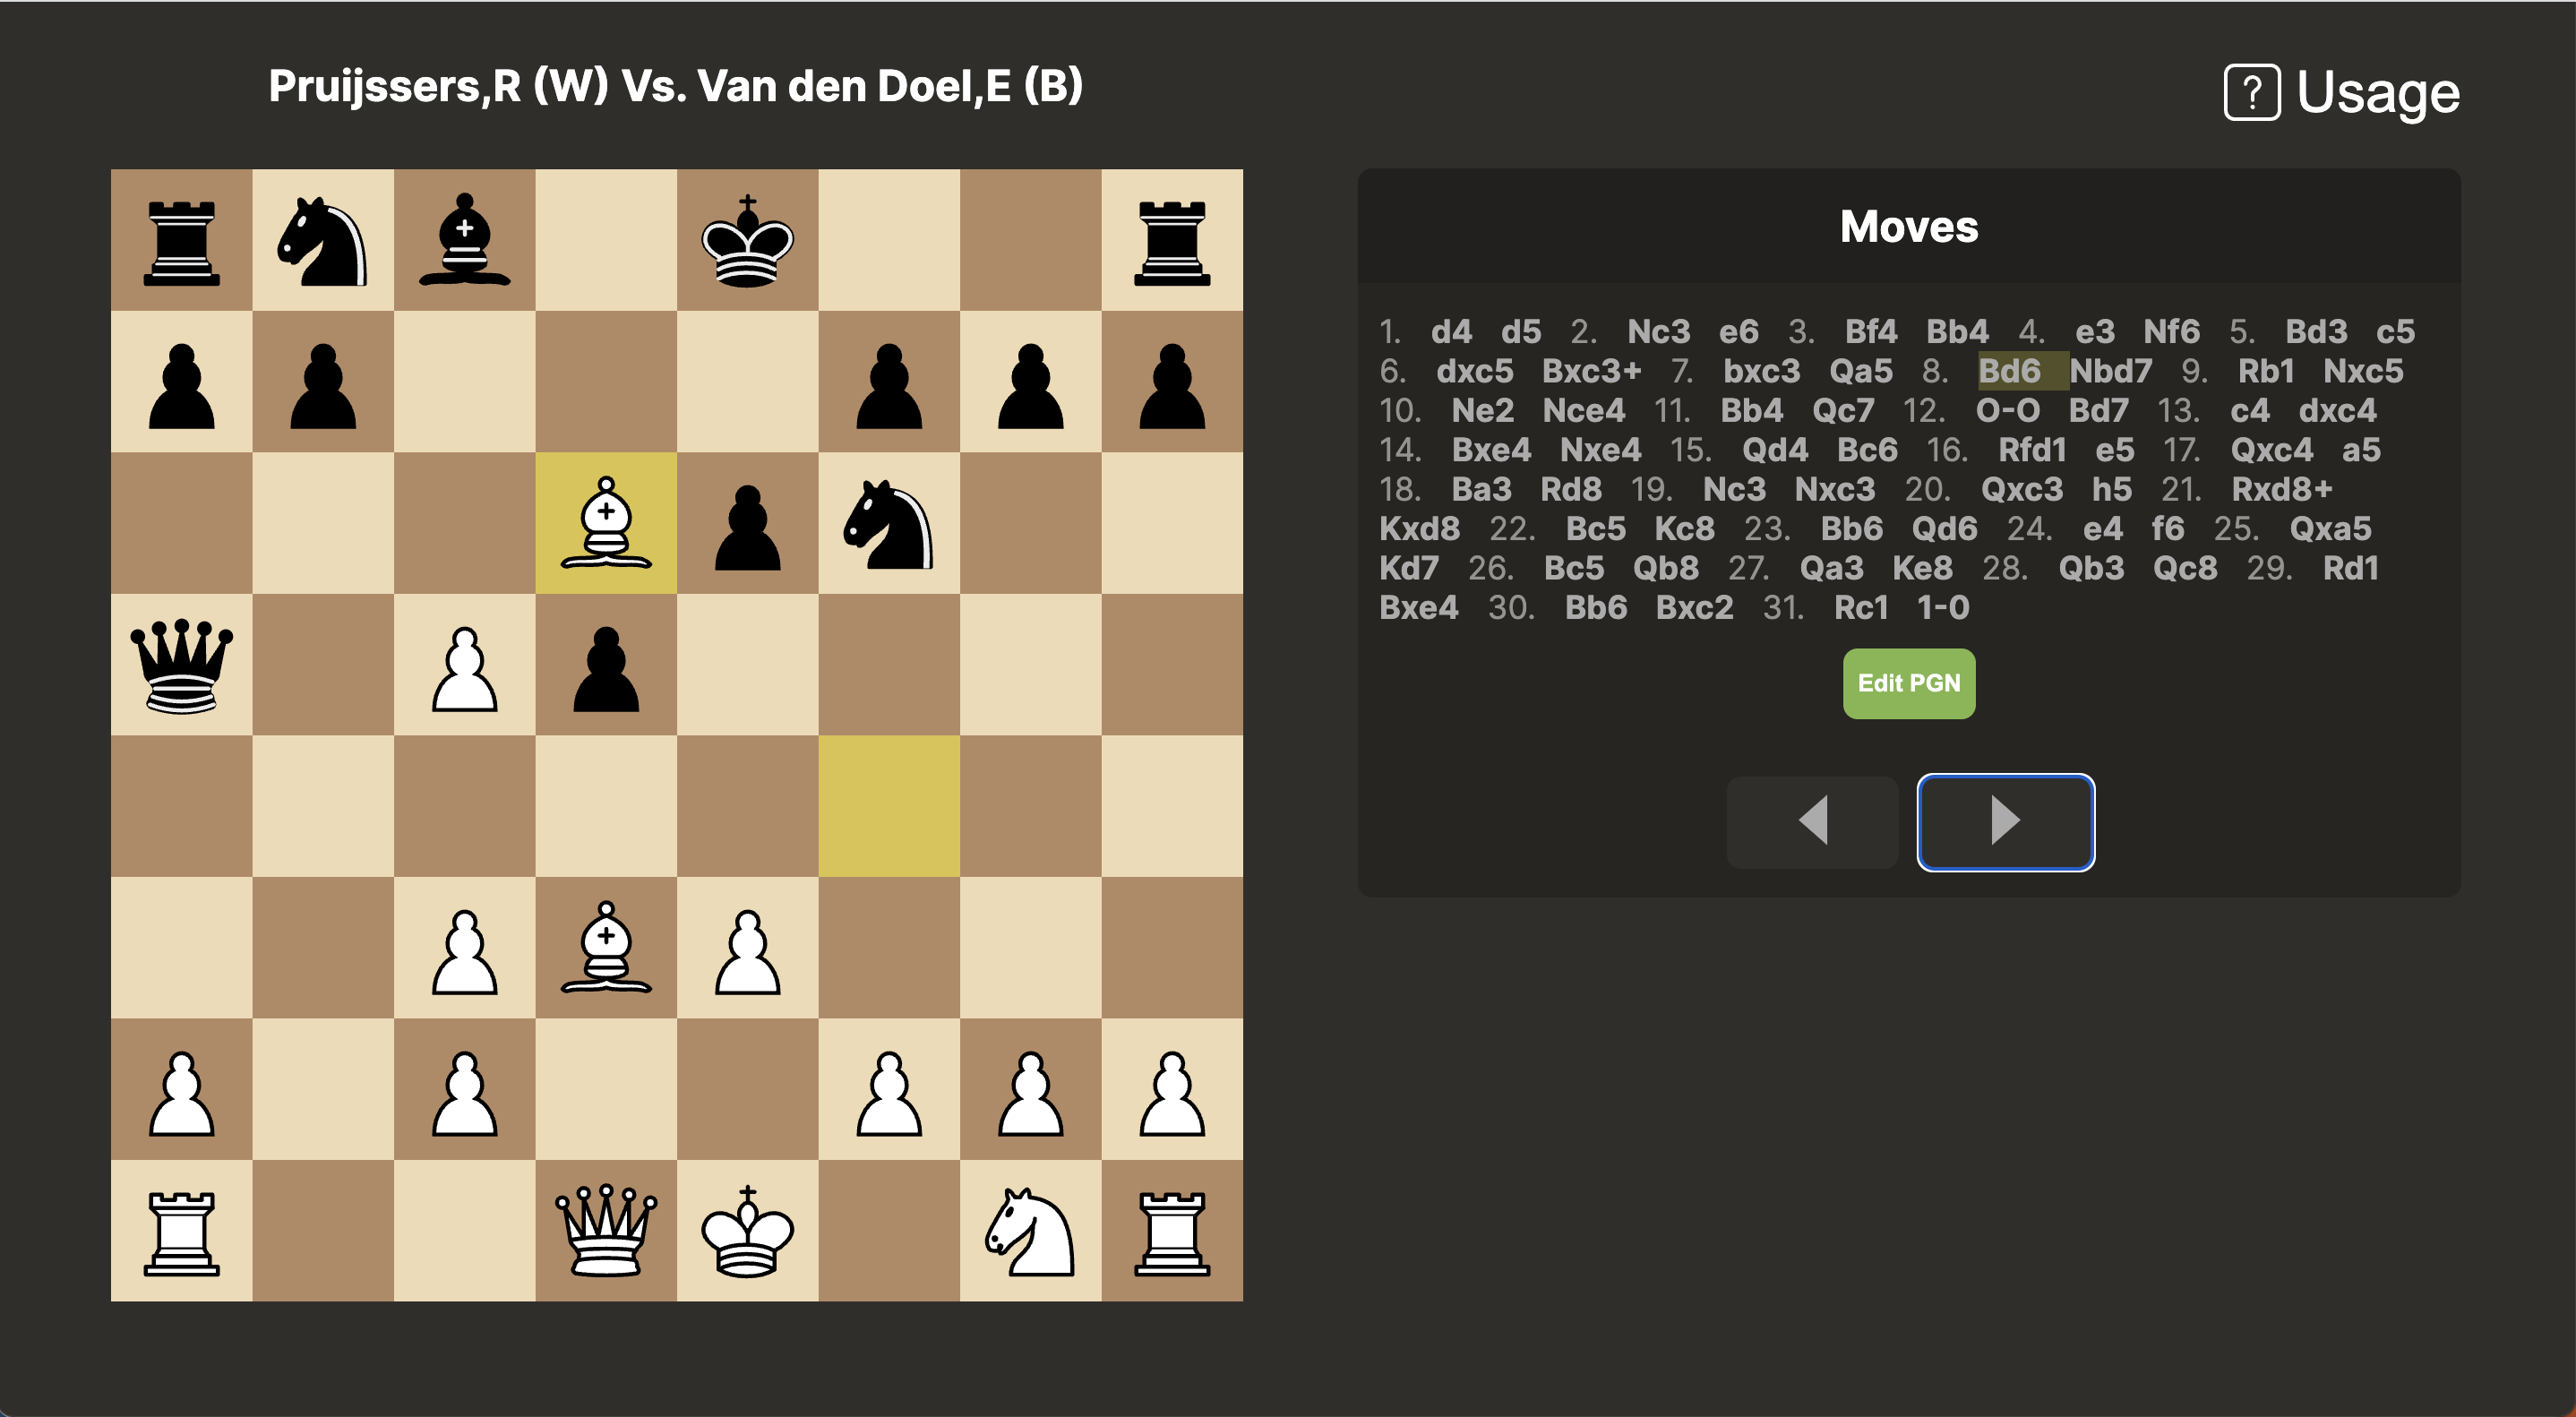 Pruijssers,R (W) Vs. Van den Doel,E (B)
? Usage
Moves
1. d4 d5 2. Nc3 e6 3. Bf4 Bb4 4. e3 Nf6 5. Bd3 c5
6. dxc5 Bxc3+ 7. bxc3 Qa5 8. Bd6 Nbd7 9. Rb1 Nxc5
10. Ne2 Nce4 11. Bb4 Qc7 12. O-O Bd7 13. c4 dxc4
14. Bxe4 Nxe4 15. Qd4 Bc6 16. Rfd1 e5 17. Qxc4 a5
18. Ba3 Rd8 19. Nc3 Nxc3 20. Qxc3 h5 21. Rxd8+
Kxd8 22. Bc5 Kc8 23. Bb6 Qd6 24. e4 f6 25. Qxa5
Kd7 26. Bc5 Qb8 27. Qa3 Ke8 28. Qb3 Qc8 29. Rd1
Bxe4 30. Bb6 Bxc2 31. Rc1 1-0
Edit PGN